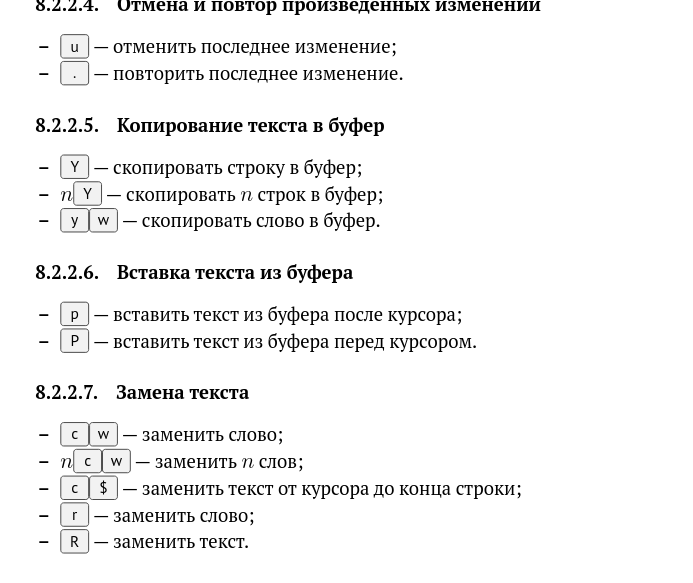 8.2.2.4. Отмена и повтор произведённых изменений
– u — отменить последнее изменение;
– . — повторить последнее изменение.
8.2.2.5. Копирование текста в буфер
– Y — скопировать строку в буфер;
– n Y — скопировать n строк в буфер;
– y w — скопировать слово в буфер.
8.2.2.6. Вставка текста из буфера
– p — вставить текст из буфера после курсора;
– P — вставить текст из буфера перед курсором.
8.2.2.7. Замена текста
– c w — заменить слово;
– n c w — заменить n слов;
– c $ — заменить текст от курсора до конца строки;
– r — заменить слово;
– R — заменить текст.